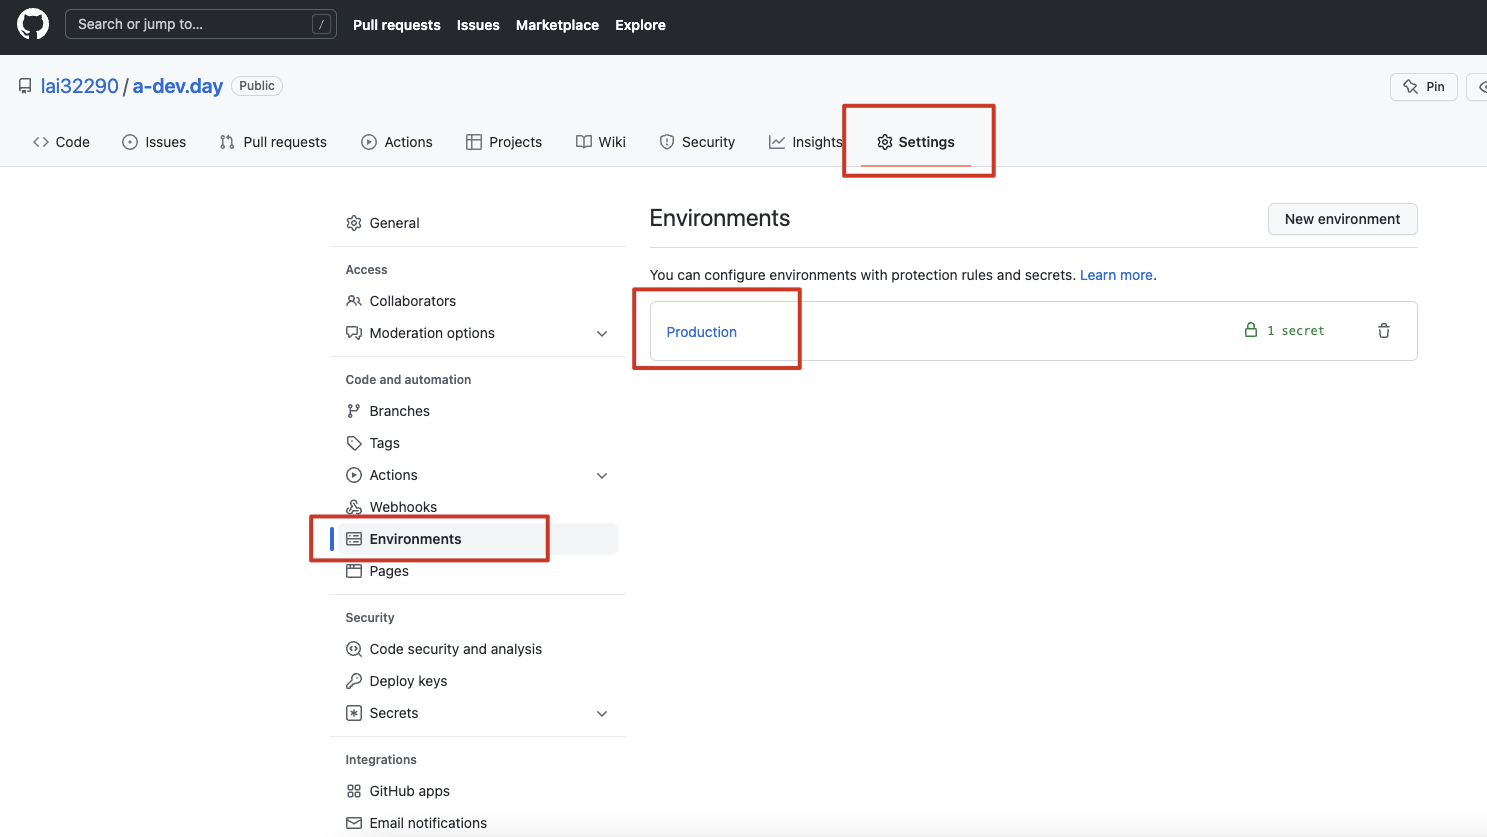 Search or jump to... /
Pull requests Issues Marketplace Explore
lai32290 / a-dev.day Public
Pin
Code Issues Pull requests Actions Projects Wiki Security Insights Settings
General
Access
Collaborators
Moderation options
Code and automation
Branches
Tags
Actions
Webhooks
Environments
Pages
Security
Code security and analysis
Deploy keys
Secrets
Integrations
GitHub apps
Email notifications
Environments
New environment
You can configure environments with protection rules and secrets. Learn more.
Production
1 secret